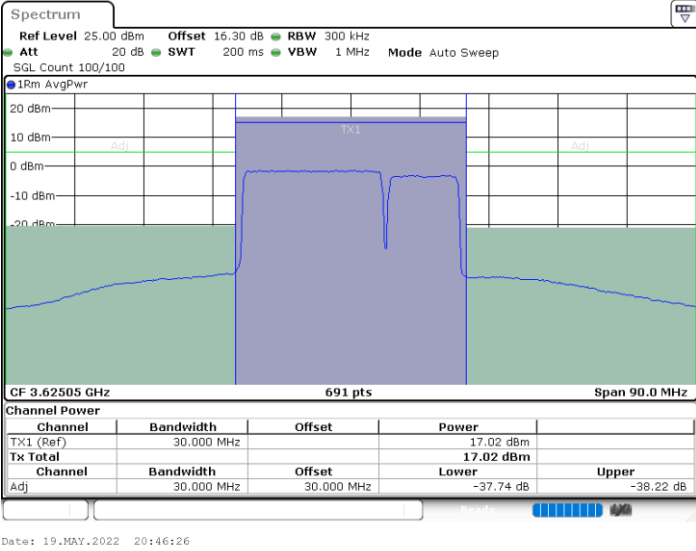 Spectrum
Ref Level 25.00 dBm Offset 16.30 dB RBW 300 kHz
Att 20 dB SWT 200 ms VBW 1 MHz Mode Auto Sweep
SGL Count 100/100
1Rm AvgPwr
20 dBm
TX1
10 dBm
Adj Adj
0 dBm
-10 dBm
-20 dBm
CF 3.62505 GHz 691 pts Span 90.0 MHz
Channel Power
Channel Bandwidth Offset Power
TX1 (Ref) 30.000 MHz 17.02 dBm
Tx Total 17.02 dBm
Channel Bandwidth Offset Lower Upper
Adj 30.000 MHz 30.000 MHz -37.74 dB -38.22 dB
Ready
Date: 19.MAY.2022 20:46:26